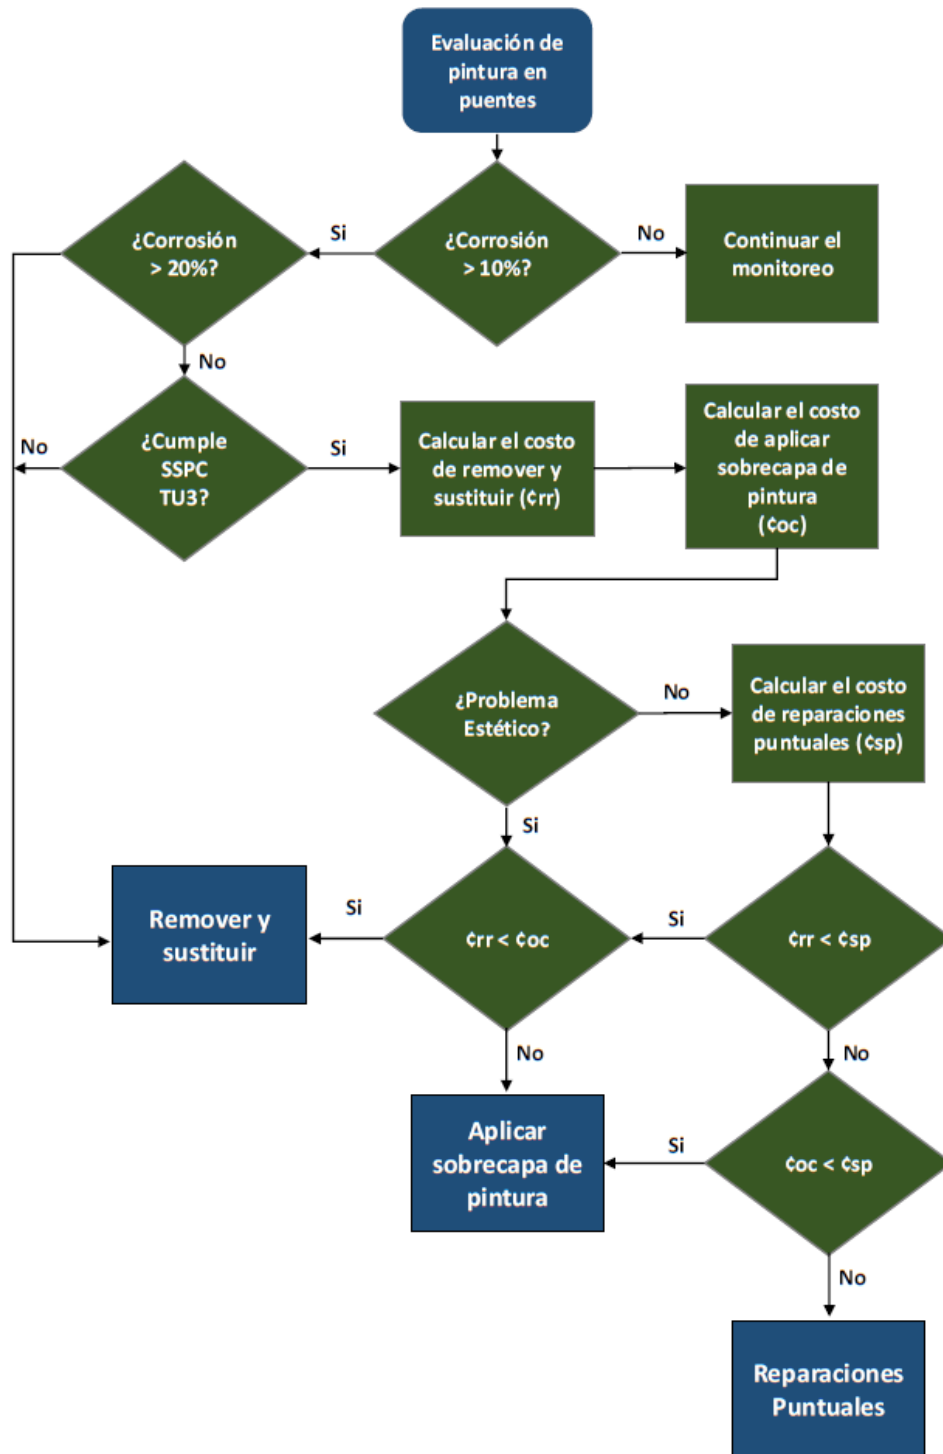 Evaluación de
pintura en
puentes
¿Corrosión
> 20%?
Si
¿Corrosión
> 10%?
No
Continuar el
monitoreo
No
No
¿Cumple
SSPC
TU3?
Si
Calcular el costo
de remover y
sustituir (¢rr)
Calcular el costo
de aplicar
sobrecapa de
pintura
(¢oc)
¿Problema
Estético?
No
Calcular el costo
de reparaciones
puntuales (¢sp)
Si
Remover y
sustituir
Si
¢rr < ¢oc
Si
¢rr < ¢sp
No
No
Aplicar
sobrecapa de
pintura
Si
¢oc < ¢sp
No
Reparaciones
Puntuales